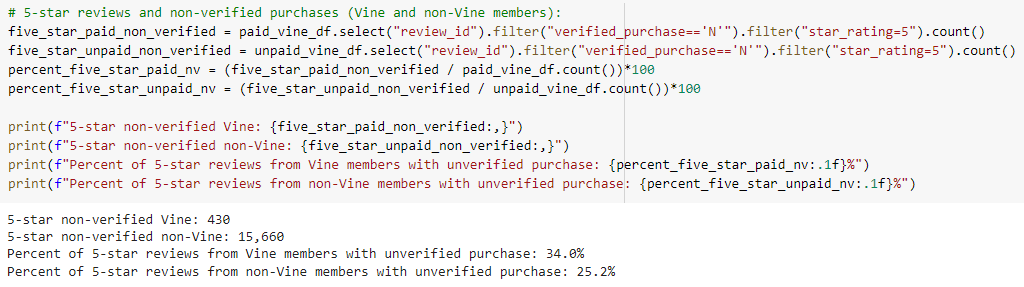 # 5-star reviews and non-verified purchases (Vine and non-Vine members):
five_star_paid_non_verified = paid_vine_df.select("review_id").filter("verified_purchase=='N'").filter("star_rating=5").count()
five_star_unpaid_non_verified = unpaid_vine_df.select("review_id").filter("verified_purchase=='N'").filter("star_rating=5").count()
percent_five_star_paid_nv = (five_star_paid_non_verified / paid_vine_df.count())*100
percent_five_star_unpaid_nv = (five_star_unpaid_non_verified / unpaid_vine_df.count())*100
print(f"5-star non-verified Vine: {five_star_paid_non_verified:,}")
print(f"5-star non-verified non-Vine: {five_star_unpaid_non_verified:,}")
print(f"Percent of 5-star reviews from Vine members with unverified purchase: {percent_five_star_paid_nv:.1f}%")
print(f"Percent of 5-star reviews from non-Vine members with unverified purchase: {percent_five_star_unpaid_nv:.1f}%")
5-star non-verified Vine: 430
5-star non-verified non-Vine: 15,660
Percent of 5-star reviews from Vine members with unverified purchase: 34.0%
Percent of 5-star reviews from non-Vine members with unverified purchase: 25.2%